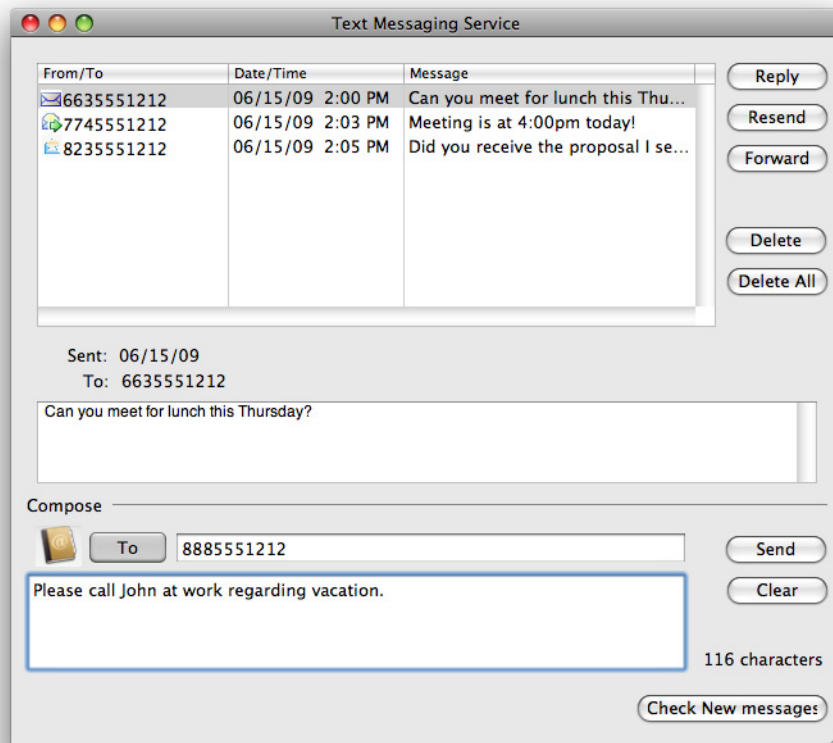 Text Messaging Service
From/To Date/Time Message
6635551212 06/15/09 2:00 PM Can you meet for lunch this Thu...
7745551212 06/15/09 2:03 PM Meeting is at 4:00pm today!
8235551212 06/15/09 2:05 PM Did you receive the proposal I se...
Reply
Resend
Forward
Delete
Delete All
Sent: 06/15/09
To: 6635551212
Can you meet for lunch this Thursday?
Compose
To 8885551212
Send
Please call John at work regarding vacation.
Clear
116 characters
Check New messages